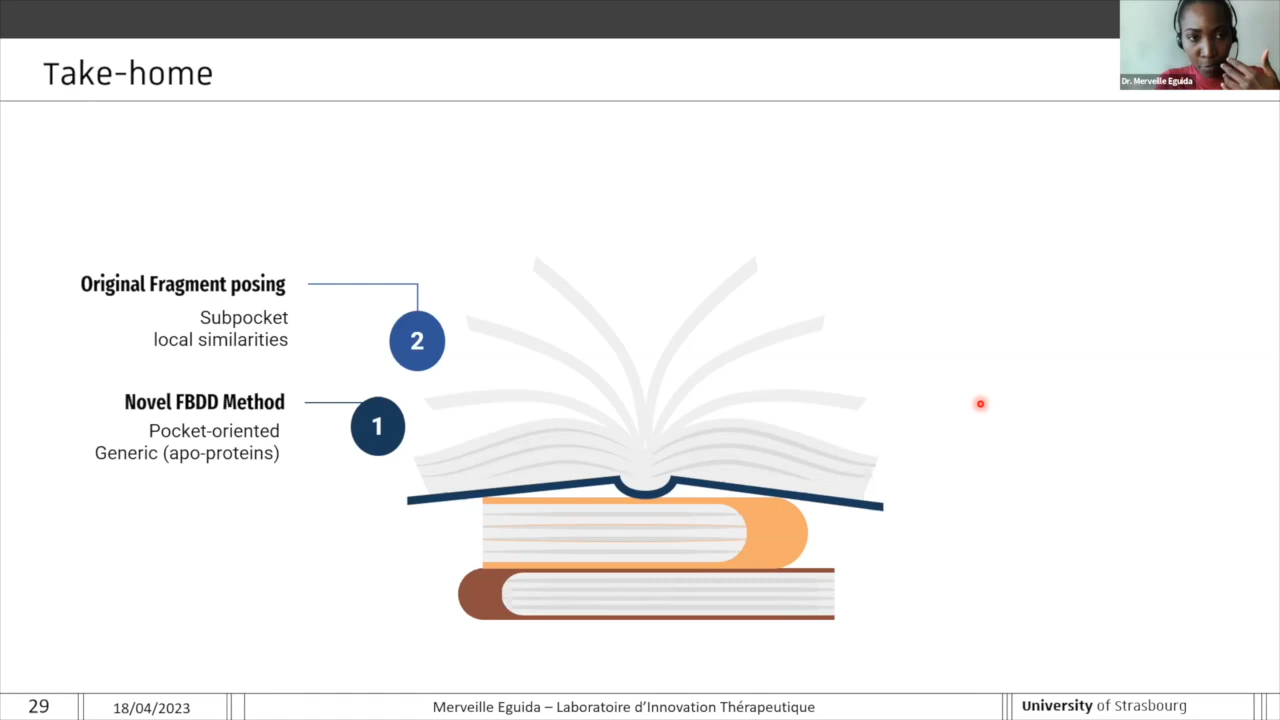 Take-home
Dr. Merveille Eguida
Original Fragment posing
Subpocket
local similarities
2
Novel FBDD Method
Pocket-oriented
Generic (apo-proteins)
1
29
18/04/2023
Merveille Eguida – Laboratoire d’Innovation Thérapeutique
University of Strasbourg